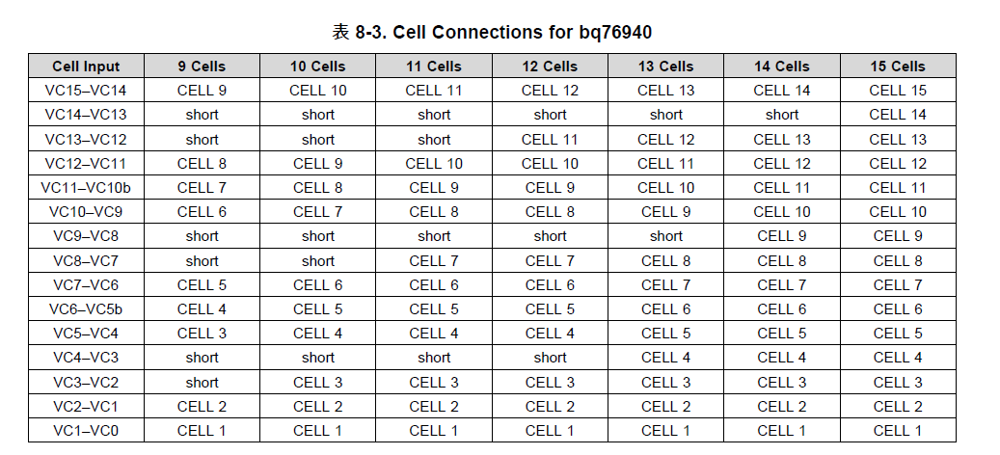 表 8-3. Cell Connections for bq76940
Cell Input 9 Cells 10 Cells 11 Cells 12 Cells 13 Cells 14 Cells 15 Cells
VC15–VC14 CELL 9 CELL 10 CELL 11 CELL 12 CELL 13 CELL 14 CELL 15
VC14–VC13 short short short short short short CELL 14
VC13–VC12 short short short CELL 11 CELL 12 CELL 13 CELL 13
VC12–VC11 CELL 8 CELL 9 CELL 10 CELL 10 CELL 11 CELL 12 CELL 12
VC11–VC10b CELL 7 CELL 8 CELL 9 CELL 9 CELL 10 CELL 11 CELL 11
VC10–VC9 CELL 6 CELL 7 CELL 8 CELL 8 CELL 9 CELL 10 CELL 10
VC9–VC8 short short short short short CELL 9 CELL 9
VC8–VC7 short short CELL 7 CELL 7 CELL 8 CELL 8 CELL 8
VC7–VC6 CELL 5 CELL 6 CELL 6 CELL 6 CELL 7 CELL 7 CELL 7
VC6–VC5b CELL 4 CELL 5 CELL 5 CELL 5 CELL 6 CELL 6 CELL 6
VC5–VC4 CELL 3 CELL 4 CELL 4 CELL 4 CELL 5 CELL 5 CELL 5
VC4–VC3 short short short short CELL 4 CELL 4 CELL 4
VC3–VC2 short CELL 3 CELL 3 CELL 3 CELL 3 CELL 3 CELL 3
VC2–VC1 CELL 2 CELL 2 CELL 2 CELL 2 CELL 2 CELL 2 CELL 2
VC1–VC0 CELL 1 CELL 1 CELL 1 CELL 1 CELL 1 CELL 1 CELL 1